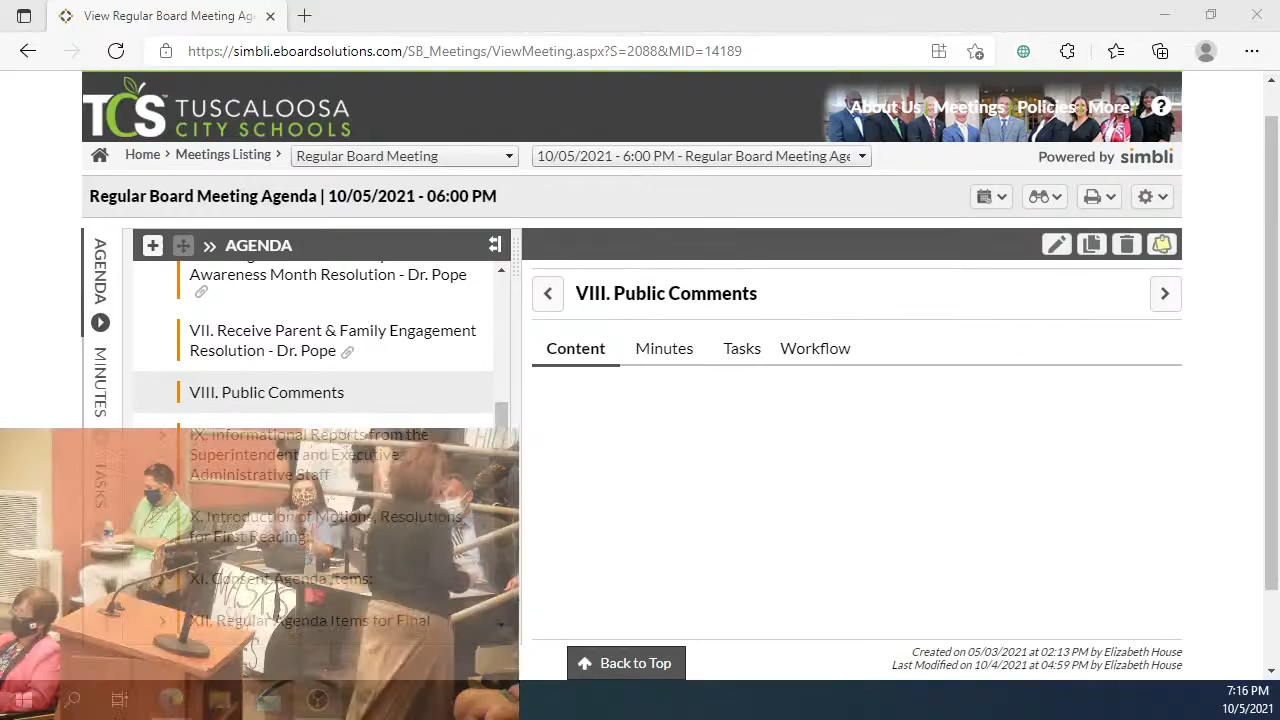 View Regular Board Meeting Age
https://simbli.eboardsolutions.com/SB_Meetings/ViewMeeting.aspx?S=2088&MID=14189
TCS TUSCALOOSA
CITY SCHOOLS
About Us Meetings Policies More
Home Meetings Listing Regular Board Meeting 10/05/2021 - 6:00 PM - Regular Board Meeting Age Powered by simbli
Regular Board Meeting Agenda | 10/05/2021 - 06:00 PM
AGENDA
MINUTES
TASKS
AGENDA
Awareness Month Resolution - Dr. Pope
VII. Receive Parent & Family Engagement
Resolution - Dr. Pope
VIII. Public Comments
IX. Informational Reports from the
Superintendent and Executive
Administrative Staff
X. Introduction of Motions, Resolutions
for First Reading
XI. Consent Agenda Items:
XII. Regular Agenda Items for Final
VIII. Public Comments
Content Minutes Tasks Workflow
Back to Top
Created on 05/03/2021 at 02:13 PM by Elizabeth House
Last Modified on 10/4/2021 at 04:59 PM by Elizabeth House
7:16 PM
10/5/2021